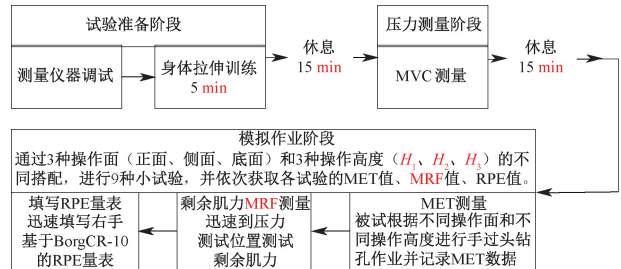 试验准备阶段
测量仪器调试
身体拉伸训练
5 min
休息
15 min
压力测量阶段
MVC 测量
休息
15 min
模拟作业阶段
通过3种操作面(正面、侧面、底面)和3种操作高度(H₁、H₂、H₃)的不
同搭配，进行9种小试验，并依次获取各试验的MET值、MRF值、RPE值。
MET测量
被试根据不同操作面和不
同操作高度进行手过头钻
孔作业并记录MET数据
剩余肌力MRF测量
迅速到压力
测试位置测试
剩余肌力
填写RPE量表
迅速填写右手
基于BorgCR-10
的RPE量表